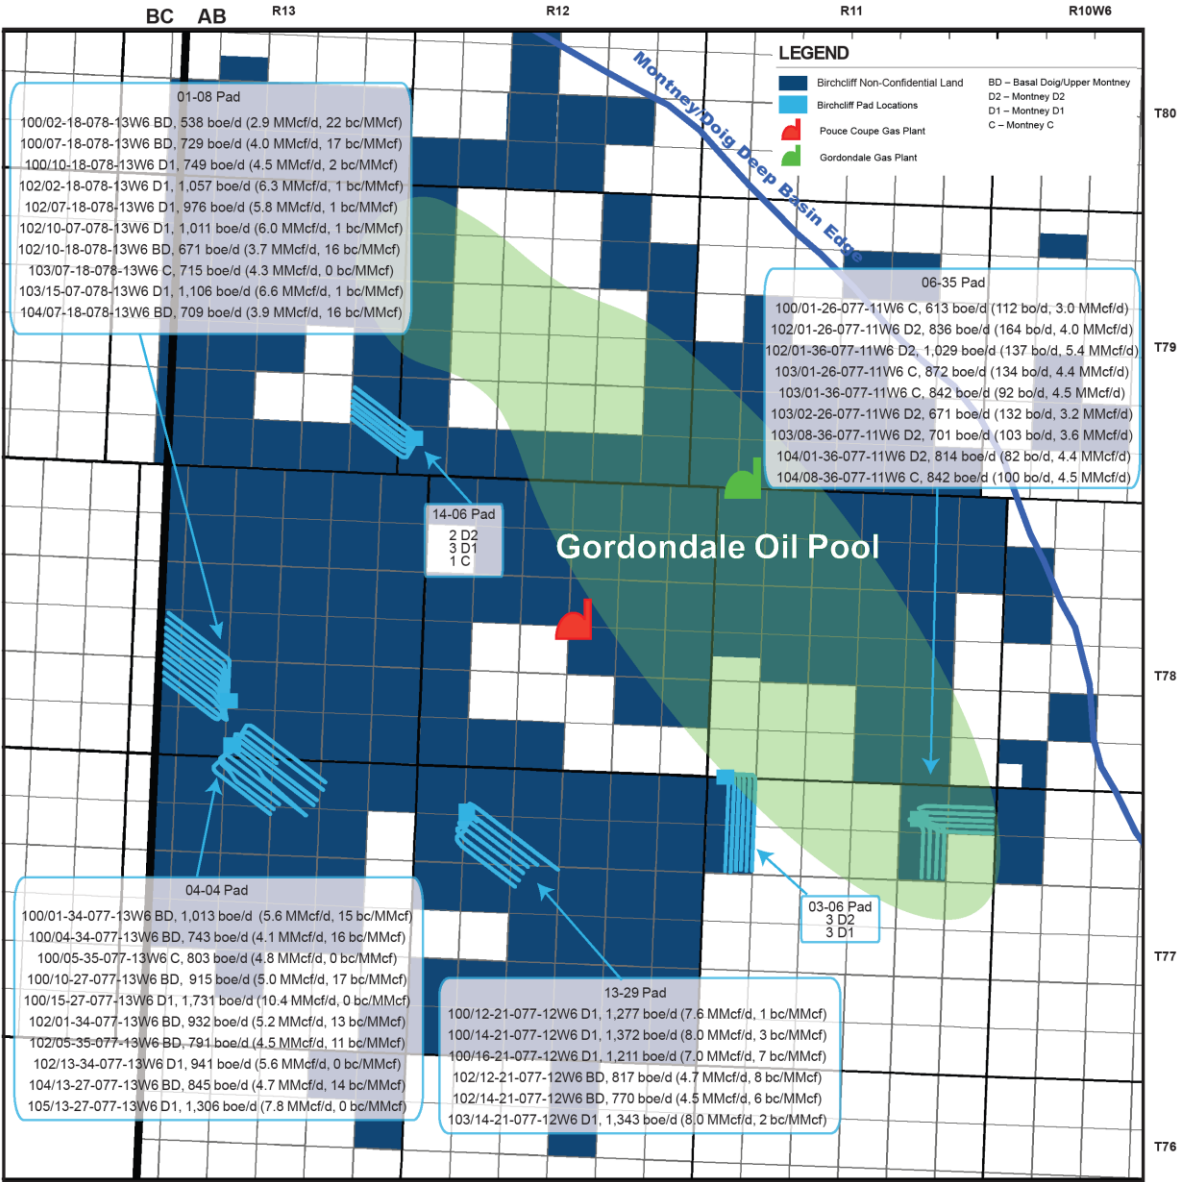 BC AB R13 R12 R11 R10W6
LEGEND
Birchcliff Non-Confidential Land
Birchcliff Pad Locations
Pouce Coupe Gas Plant
Gordondale Gas Plant
BD – Basal Doig/Upper Montney
D2 – Montney D2
D1 – Montney D1
C – Montney C
Montney/Doig Deep Basin Edge
T80
T79
T78
T77
T76
01-08 Pad
100/02-18-078-13W6 BD, 538 boe/d (2.9 MMcf/d, 22 bc/MMcf)
100/07-18-078-13W6 BD, 729 boe/d (4.0 MMcf/d, 17 bc/MMcf)
100/10-18-078-13W6 D1, 749 boe/d (4.5 MMcf/d, 2 bc/MMcf)
102/02-18-078-13W6 D1, 1,057 boe/d (6.3 MMcf/d, 1 bc/MMcf)
102/07-18-078-13W6 D1, 976 boe/d (5.8 MMcf/d, 1 bc/MMcf)
102/10-07-078-13W6 D1, 1,011 boe/d (6.0 MMcf/d, 1 bc/MMcf)
102/10-18-078-13W6 BD, 671 boe/d (3.7 MMcf/d, 16 bc/MMcf)
103/07-18-078-13W6 C, 715 boe/d (4.3 MMcf/d, 0 bc/MMcf)
103/15-07-078-13W6 D1, 1,106 boe/d (6.6 MMcf/d, 1 bc/MMcf)
104/07-18-078-13W6 BD, 709 boe/d (3.9 MMcf/d, 16 bc/MMcf)
06-35 Pad
100/01-26-077-11W6 C, 613 boe/d (112 bo/d, 3.0 MMcf/d)
102/01-26-077-11W6 D2, 836 boe/d (164 bo/d, 4.0 MMcf/d)
102/01-36-077-11W6 D2, 1,029 boe/d (137 bo/d, 5.4 MMcf/d)
103/01-26-077-11W6 C, 872 boe/d (134 bo/d, 4.4 MMcf/d)
103/01-36-077-11W6 C, 842 boe/d (92 bo/d, 4.5 MMcf/d)
103/02-26-077-11W6 D2, 671 boe/d (132 bo/d, 3.2 MMcf/d)
103/08-36-077-11W6 D2, 701 boe/d (103 bo/d, 3.6 MMcf/d)
104/01-36-077-11W6 D2, 814 boe/d (82 bo/d, 4.4 MMcf/d)
104/08-36-077-11W6 C, 842 boe/d (100 bo/d, 4.5 MMcf/d)
14-06 Pad
2 D2
3 D1
1 C
Gordondale Oil Pool
03-06 Pad
3 D2
3 D1
04-04 Pad
100/01-34-077-13W6 BD, 1,013 boe/d (5.6 MMcf/d, 15 bc/MMcf)
100/04-34-077-13W6 BD, 743 boe/d (4.1 MMcf/d, 16 bc/MMcf)
100/05-35-077-13W6 C, 803 boe/d (4.8 MMcf/d, 0 bc/MMcf)
100/10-27-077-13W6 BD, 915 boe/d (5.0 MMcf/d, 17 bc/MMcf)
100/15-27-077-13W6 D1, 1,731 boe/d (10.4 MMcf/d, 0 bc/MMcf)
102/01-34-077-13W6 BD, 932 boe/d (5.2 MMcf/d, 13 bc/MMcf)
102/05-35-077-13W6 BD, 791 boe/d (4.5 MMcf/d, 11 bc/MMcf)
102/13-34-077-13W6 D1, 941 boe/d (5.6 MMcf/d, 0 bc/MMcf)
104/13-27-077-13W6 BD, 845 boe/d (4.7 MMcf/d, 14 bc/MMcf)
105/13-27-077-13W6 D1, 1,306 boe/d (7.8 MMcf/d, 0 bc/MMcf)
13-29 Pad
100/12-21-077-12W6 D1, 1,277 boe/d (7.6 MMcf/d, 1 bc/MMcf)
100/14-21-077-12W6 D1, 1,372 boe/d (8.0 MMcf/d, 3 bc/MMcf)
100/16-21-077-12W6 D1, 1,211 boe/d (7.0 MMcf/d, 7 bc/MMcf)
102/12-21-077-12W6 BD, 817 boe/d (4.7 MMcf/d, 8 bc/MMcf)
102/14-21-077-12W6 BD, 770 boe/d (4.5 MMcf/d, 6 bc/MMcf)
103/14-21-077-12W6 D1, 1,343 boe/d (8.0 MMcf/d, 2 bc/MMcf)